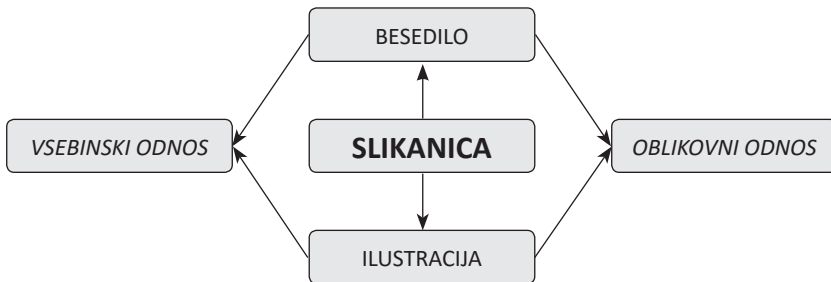 BESEDILO
VSEBINSKI ODNOS
SLIKANICA
OBLIKOVNI ODNOS
ILUSTRACIJA